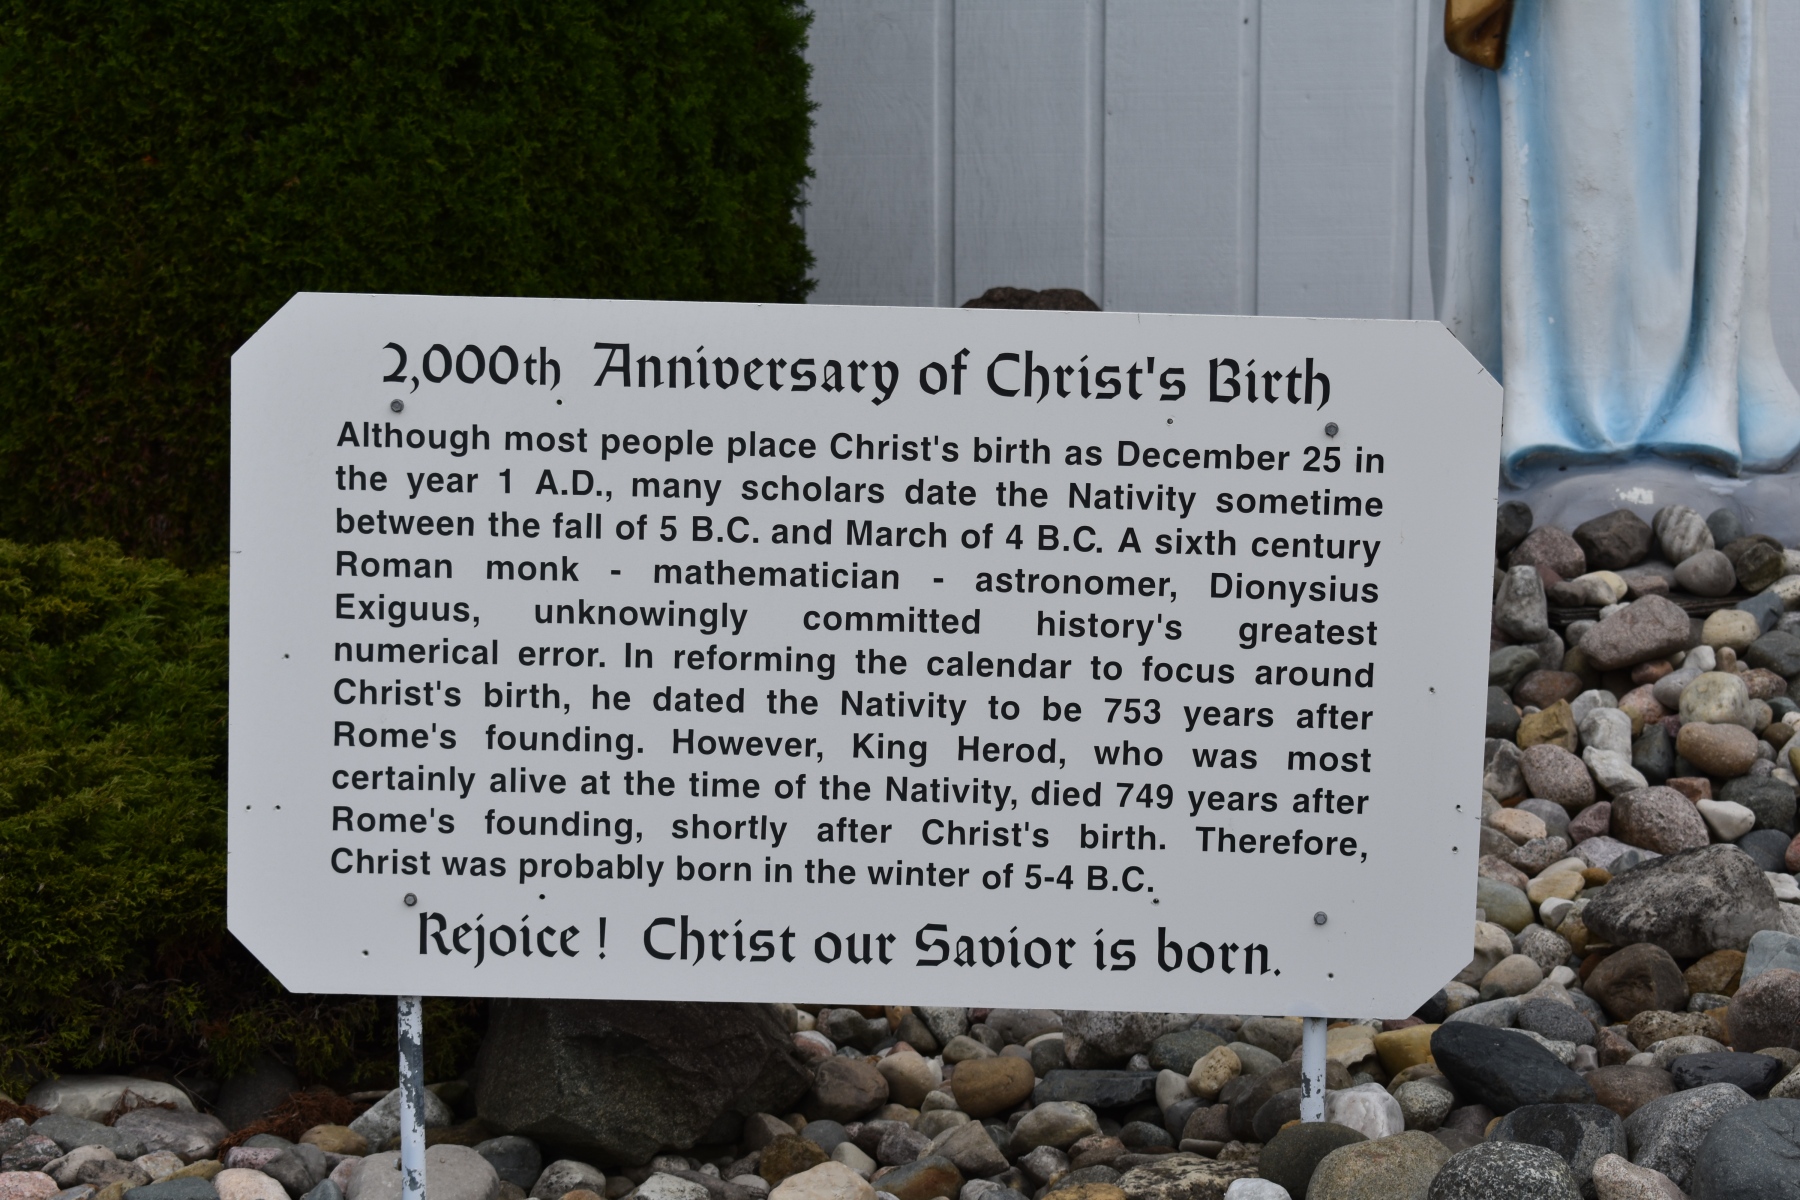 2,000th Anniversary of Christ's Birth
Although most people place Christ's birth as December 25 in
the year 1 A.D., many scholars date the Nativity sometime
between the fall of 5 B.C. and March of 4 B.C. A sixth century
Roman monk - mathematician - astronomer, Dionysius
Exiguus, unknowingly committed history's greatest
numerical error. In reforming the calendar to focus around
Christ's birth, he dated the Nativity to be 753 years after
Rome's founding. However, King Herod, who was most
certainly alive at the time of the Nativity, died 749 years after
Rome's founding, shortly after Christ's birth. Therefore,
Christ was probably born in the winter of 5-4 B.C.
Rejoice ! Christ our Savior is born.